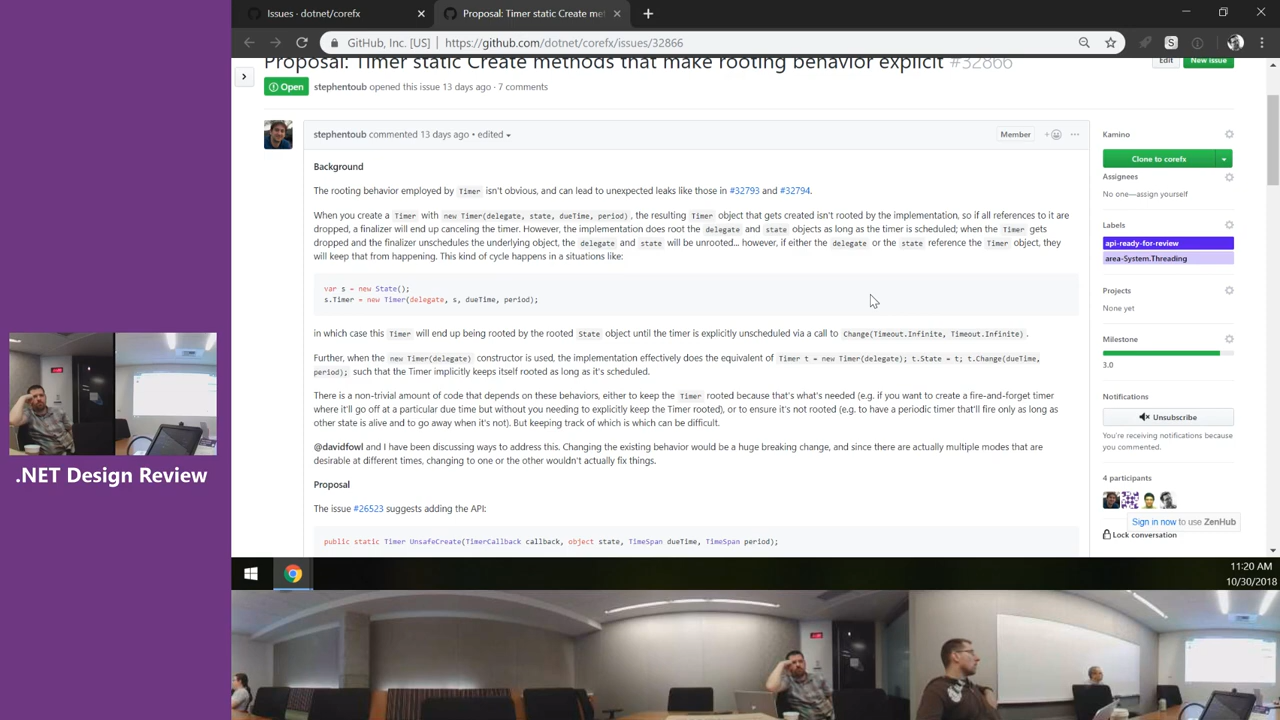 Issues · dotnet/corefx
Proposal: Timer static Create met
GitHub, Inc. [US] | https://github.com/dotnet/corefx/issues/32866
Proposal: Timer static Create methods that make rooting behavior explicit #32866
Edit
New issue
Open
stephentoub opened this issue 13 days ago · 7 comments
stephentoub commented 13 days ago • edited
Member
Background
The rooting behavior employed by Timer isn't obvious, and can lead to unexpected leaks like those in #32793 and #32794.
When you create a Timer with new Timer(delegate, state, dueTime, period), the resulting Timer object that gets created isn't rooted by the implementation, so if all references to it are
dropped, a finalizer will end up canceling the timer. However, the implementation does root the delegate and state objects as long as the timer is scheduled; when the Timer gets
dropped and the finalizer unschedules the underlying object, the delegate and state will be unrooted... however, if either the delegate or the state reference the Timer object, they
will keep that from happening. This kind of cycle happens in a situations like:
var s = new State();
s.Timer = new Timer(delegate, s, dueTime, period);
in which case this Timer will end up being rooted by the rooted State object until the timer is explicitly unscheduled via a call to Change(Timeout.Infinite, Timeout.Infinite).
Further, when the new Timer(delegate) constructor is used, the implementation effectively does the equivalent of Timer t = new Timer(delegate); t.State = t; t.Change(dueTime,
period); such that the Timer implicitly keeps itself rooted as long as it's scheduled.
There is a non-trivial amount of code that depends on these behaviors, either to keep the Timer rooted because that's what's needed (e.g. if you want to create a fire-and-forget timer
where it'll go off at a particular due time but without you needing to explicitly keep the Timer rooted), or to ensure it's not rooted (e.g. to have a periodic timer that'll fire only as long as
other state is alive and to go away when it's not). But keeping track of which is which can be difficult.
@davidfowl and I have been discussing ways to address this. Changing the existing behavior would be a huge breaking change, and since there are actually multiple modes that are
desirable at different times, changing to one or the other wouldn't actually fix things.
Proposal
The issue #26523 suggests adding the API:
public static Timer UnsafeCreate(TimerCallback callback, object state, TimeSpan dueTime, TimeSpan period);
Kamino
Clone to corefx
Assignees
No one—assign yourself
Labels
api-ready-for-review
area-System.Threading
Projects
None yet
Milestone
3.0
Notifications
Unsubscribe
You're receiving notifications because
you commented.
4 participants
Sign in now to use ZenHub
Lock conversation
.NET Design Review
11:20 AM
10/30/2018